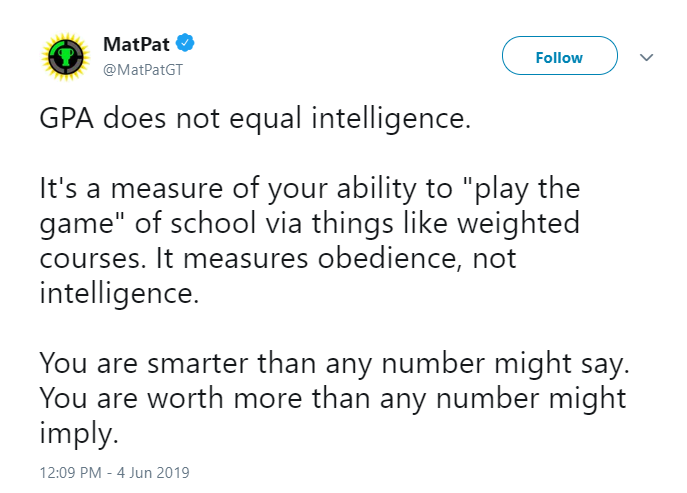 MatPat
@MatPatGT
Follow
GPA does not equal intelligence.
It's a measure of your ability to "play the
game" of school via things like weighted
courses. It measures obedience, not
intelligence.
You are smarter than any number might say.
You are worth more than any number might
imply.
12:09 PM - 4 Jun 2019